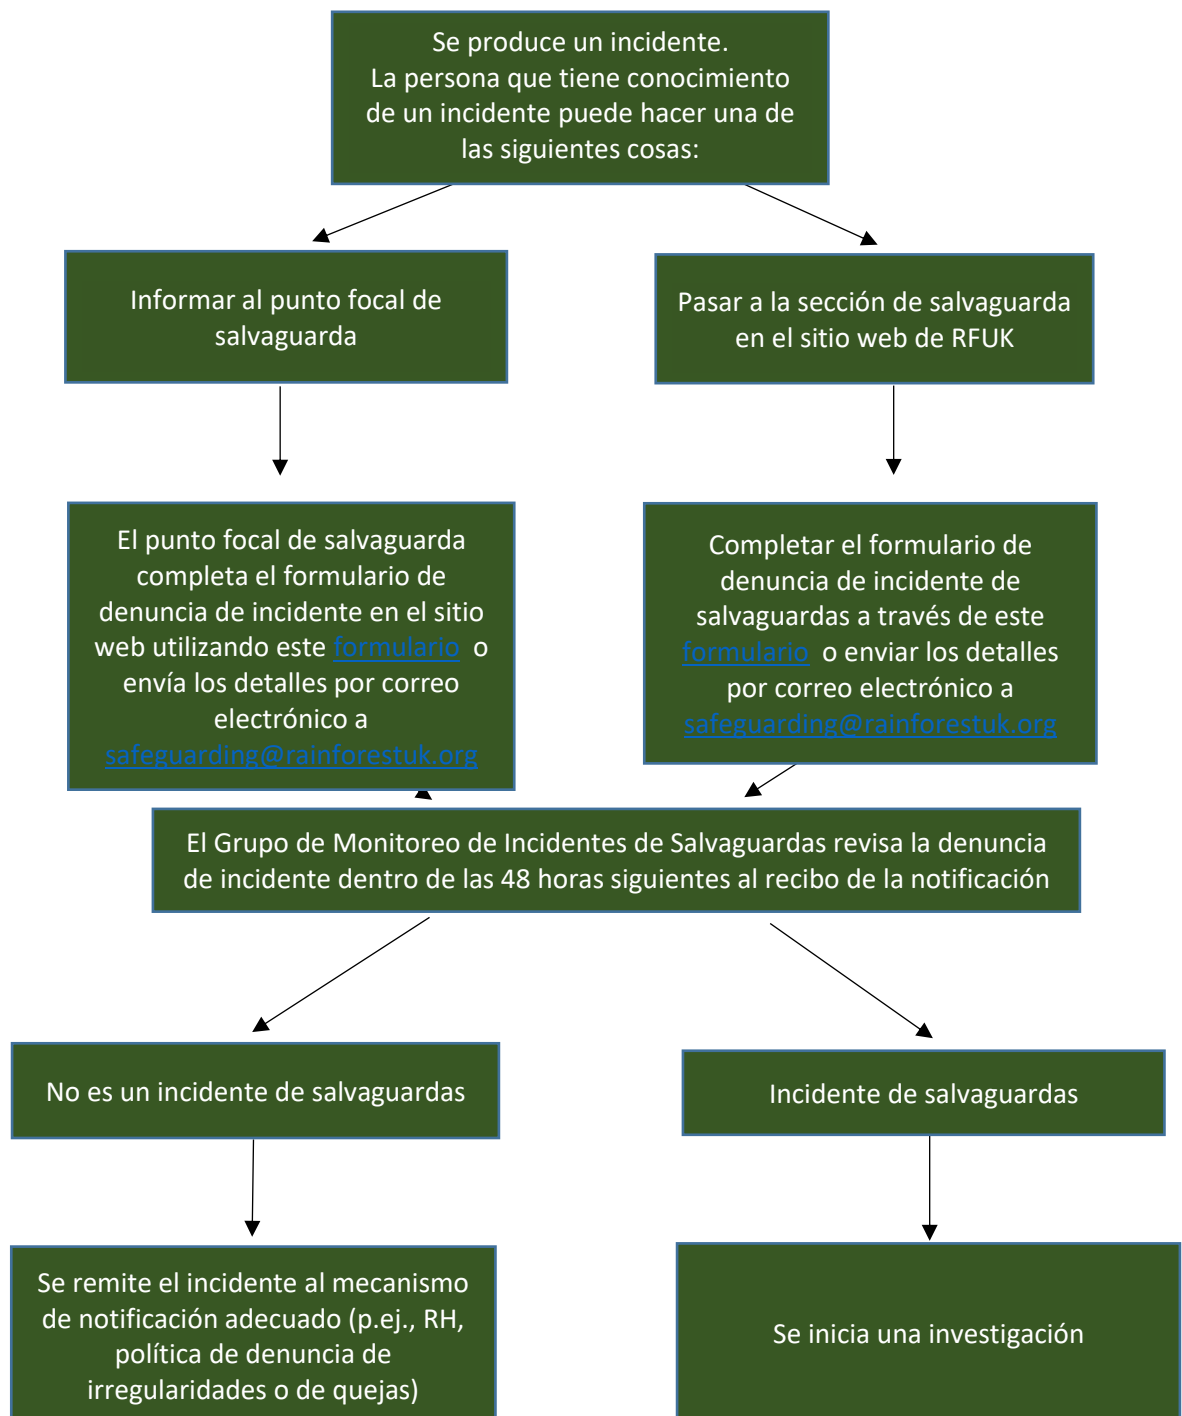 Se produce un incidente.
La persona que tiene conocimiento
de un incidente puede hacer una de
las siguientes cosas:
Informar al punto focal de
salvaguarda
Pasar a la sección de salvaguarda
en el sitio web de RFUK
El punto focal de salvaguarda
completa el formulario de
denuncia de incidente en el sitio
web utilizando este formulario o
envía los detalles por correo
electrónico a
safeguarding@rainforestuk.org
Completar el formulario de
denuncia de incidente de
salvaguardas a través de este
formulario o enviar los detalles
por correo electrónico a
safeguarding@rainforestuk.org
El Grupo de Monitoreo de Incidentes de Salvaguardas revisa la denuncia
de incidente dentro de las 48 horas siguientes al recibo de la notificación
No es un incidente de salvaguardas
Incidente de salvaguardas
Se remite el incidente al mecanismo
de notificación adecuado (p.ej., RH,
política de denuncia de
irregularidades o de quejas)
Se inicia una investigación